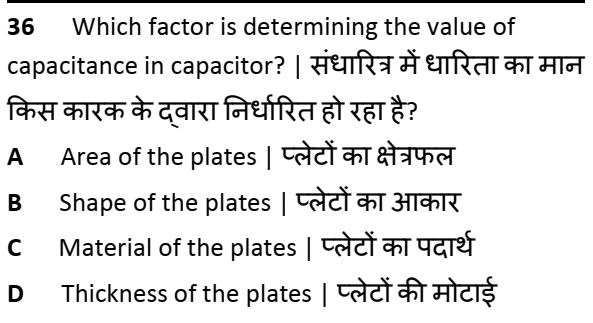 36 Which factor is determining the value of
capacitance in capacitor? | संधारित्र में धारिता का मान
किस कारक के द्वारा निर्धारित हो रहा है?
A Area of the plates | प्लेटों का क्षेत्रफल
B Shape of the plates | प्लेटों का आकार
C Material of the plates | प्लेटों का पदार्थ
D Thickness of the plates | प्लेटों की मोटाई